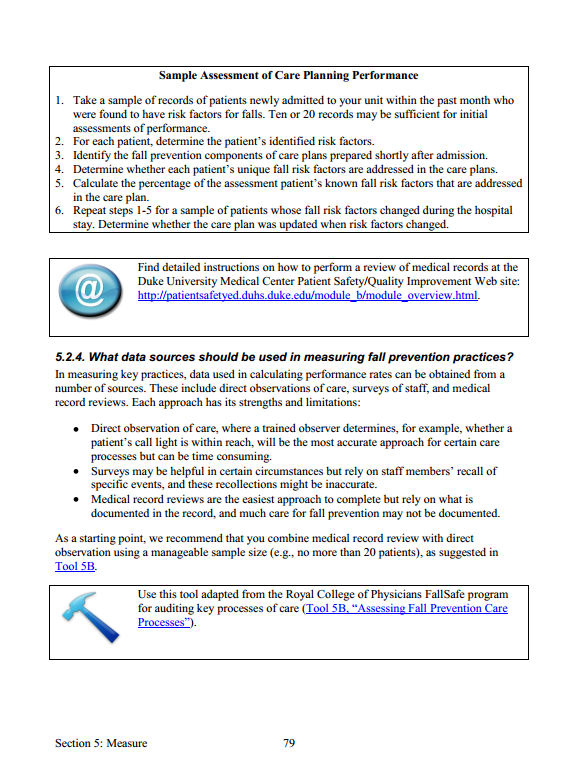 Sample Assessment of Care Planning Performance
1. Take a sample of records of patients newly admitted to your unit within the past month who
were found to have risk factors for falls. Ten or 20 records may be sufficient for initial
assessments of performance.
2. For each patient, determine the patient's identified risk factors.
3. Identify the fall prevention components of care plans prepared shortly after admission.
4. Determine whether each patient's unique fall risk factors are addressed in the care plans.
5. Calculate the percentage of the assessment patient's known fall risk factors that are addressed
in the care plan.
6. Repeat steps 1-5 for a sample of patients whose fall risk factors changed during the hospital
stay. Determine whether the care plan was updated when risk factors changed.
@
Find detailed instructions on how to perform a review of medical records at the
Duke University Medical Center Patient Safety/Quality Improvement Web site:
http://patientsafetyed.duhs.duke.edu/module_b/module_overview.html.
5.2.4. What data sources should be used in measuring fall prevention practices?
In measuring key practices, data used in calculating performance rates can be obtained from a
number of sources. These include direct observations of care, surveys of staff, and medical
record reviews. Each approach has its strengths and limitations:
• Direct observation of care, where a trained observer determines, for example, whether a
patient's call light is within reach, will be the most accurate approach for certain care
processes but can be time consuming.
• Surveys may be helpful in certain circumstances but rely on staff members' recall of
specific events, and these recollections might be inaccurate.
• Medical record reviews are the easiest approach to complete but rely on what is
documented in the record, and much care for fall prevention may not be documented.
As a starting point, we recommend that you combine medical record review with direct
observation using a manageable sample size (e.g., no more than 20 patients), as suggested in
Tool 5B.
Use this tool adapted from the Royal College of Physicians FallSafe program
for auditing key processes of care (Tool 5B, “Assessing Fall Prevention Care
Processes”).
Section 5: Measure 79